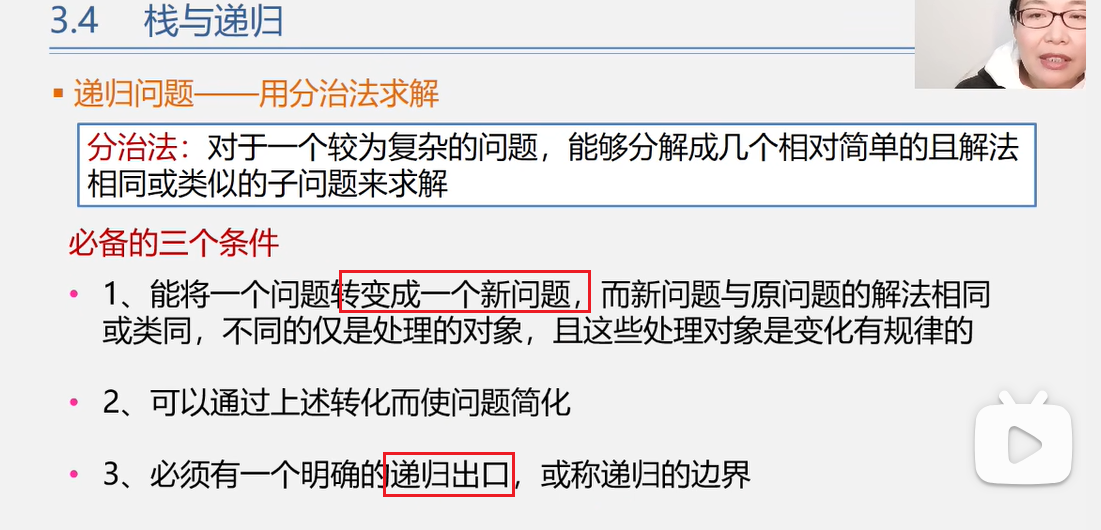 3.4 栈与递归
递归问题——用分治法求解
分治法：对于一个较为复杂的问题，能够分解成几个相对简单的且解法
相同或类似的子问题来求解
必备的三个条件
1、能将一个问题转变成一个新问题，而新问题与原问题的解法相同
或类同，不同的仅是处理的对象，且这些处理对象是变化有规律的
2、可以通过上述转化而使问题简化
3、必须有一个明确的递归出口，或称递归的边界